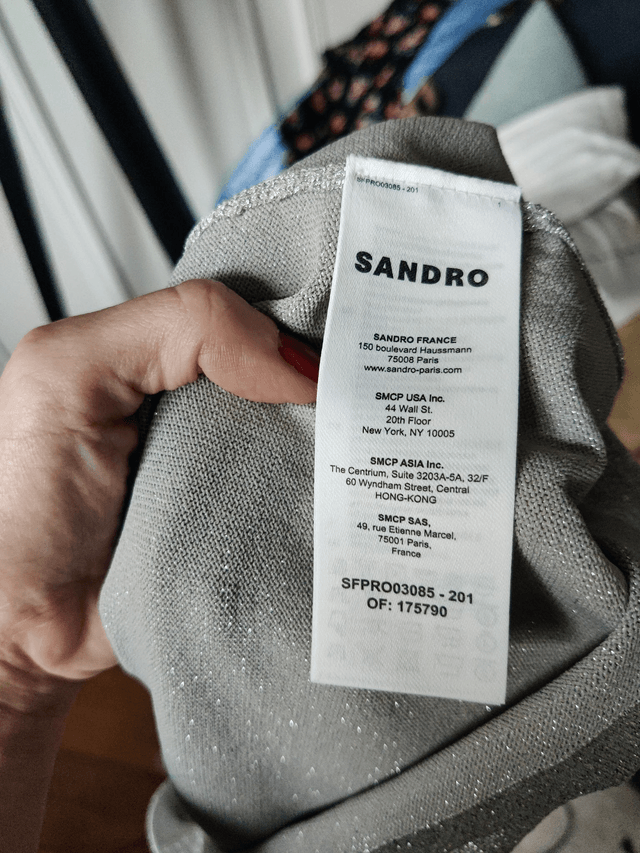 SFPRO03085 - 201
SANDRO
SANDRO FRANCE
150 boulevard Haussmann
75008 Paris
www.sandro-paris.com
SMCP USA Inc.
44 Wall St.
20th Floor
New York, NY 10005
SMCP ASIA Inc.
The Centrium, Suite 3203A-5A, 32/F
60 Wyndham Street, Central
HONG-KONG
SMCP SAS,
49, rue Etienne Marcel,
75001 Paris,
France
SFPRO03085 - 201
OF: 175790